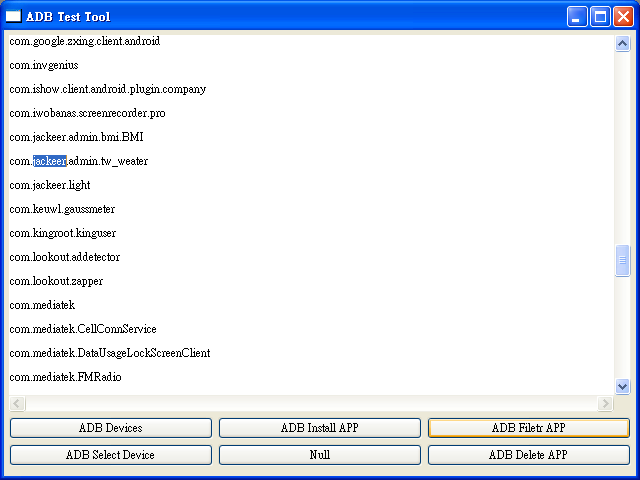 ADB Test Tool
com.google.zxing.client.android
com.invgenius
com.ishow.client.android.plugin.company
com.iwobanas.screenrecorder.pro
com.jackeer.admin.bmi.BMI
com.jackeer.admin.tw_weater
com.jackeer.light
com.keuwl.gaussmeter
com.kingroot.kinguser
com.lookout.addetector
com.lookout.zapper
com.mediatek
com.mediatek.CellConnService
com.mediatek.DataUsageLockScreenClient
com.mediatek.FMRadio
ADB Devices
ADB Install APP
ADB Filetr APP
ADB Select Device
Null
ADB Delete APP